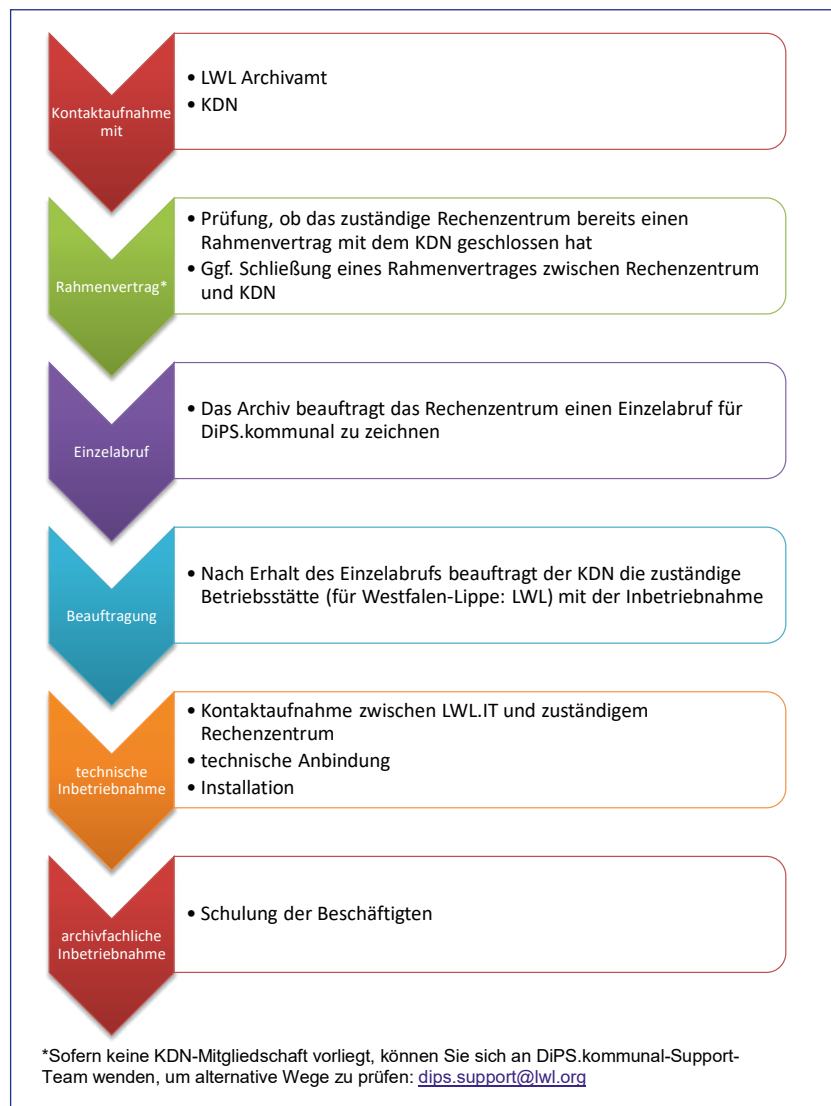 Kontaktaufnahme
mit
• LWL Archivamt
• KDN
Rahmenvertrag*
• Prüfung, ob das zuständige Rechenzentrum bereits einen
Rahmenvertrag mit dem KDN geschlossen hat
• Ggf. Schließung eines Rahmenvertrages zwischen Rechenzentrum
und KDN
Einzelabruf
• Das Archiv beauftragt das Rechenzentrum einen Einzelabruf für
DiPS.kommunal zu zeichnen
Beauftragung
• Nach Erhalt des Einzelabrufs beauftragt der KDN die zuständige
Betriebsstätte (für Westfalen-Lippe: LWL) mit der Inbetriebnahme
technische
Inbetriebnahme
• Kontaktaufnahme zwischen LWL.IT und zuständigem
Rechenzentrum
• technische Anbindung
• Installation
archivfachliche
Inbetriebnahme
• Schulung der Beschäftigten
*Sofern keine KDN-Mitgliedschaft vorliegt, können Sie sich an DiPS.kommunal-Support-
Team wenden, um alternative Wege zu prüfen: dips.support@lwl.org